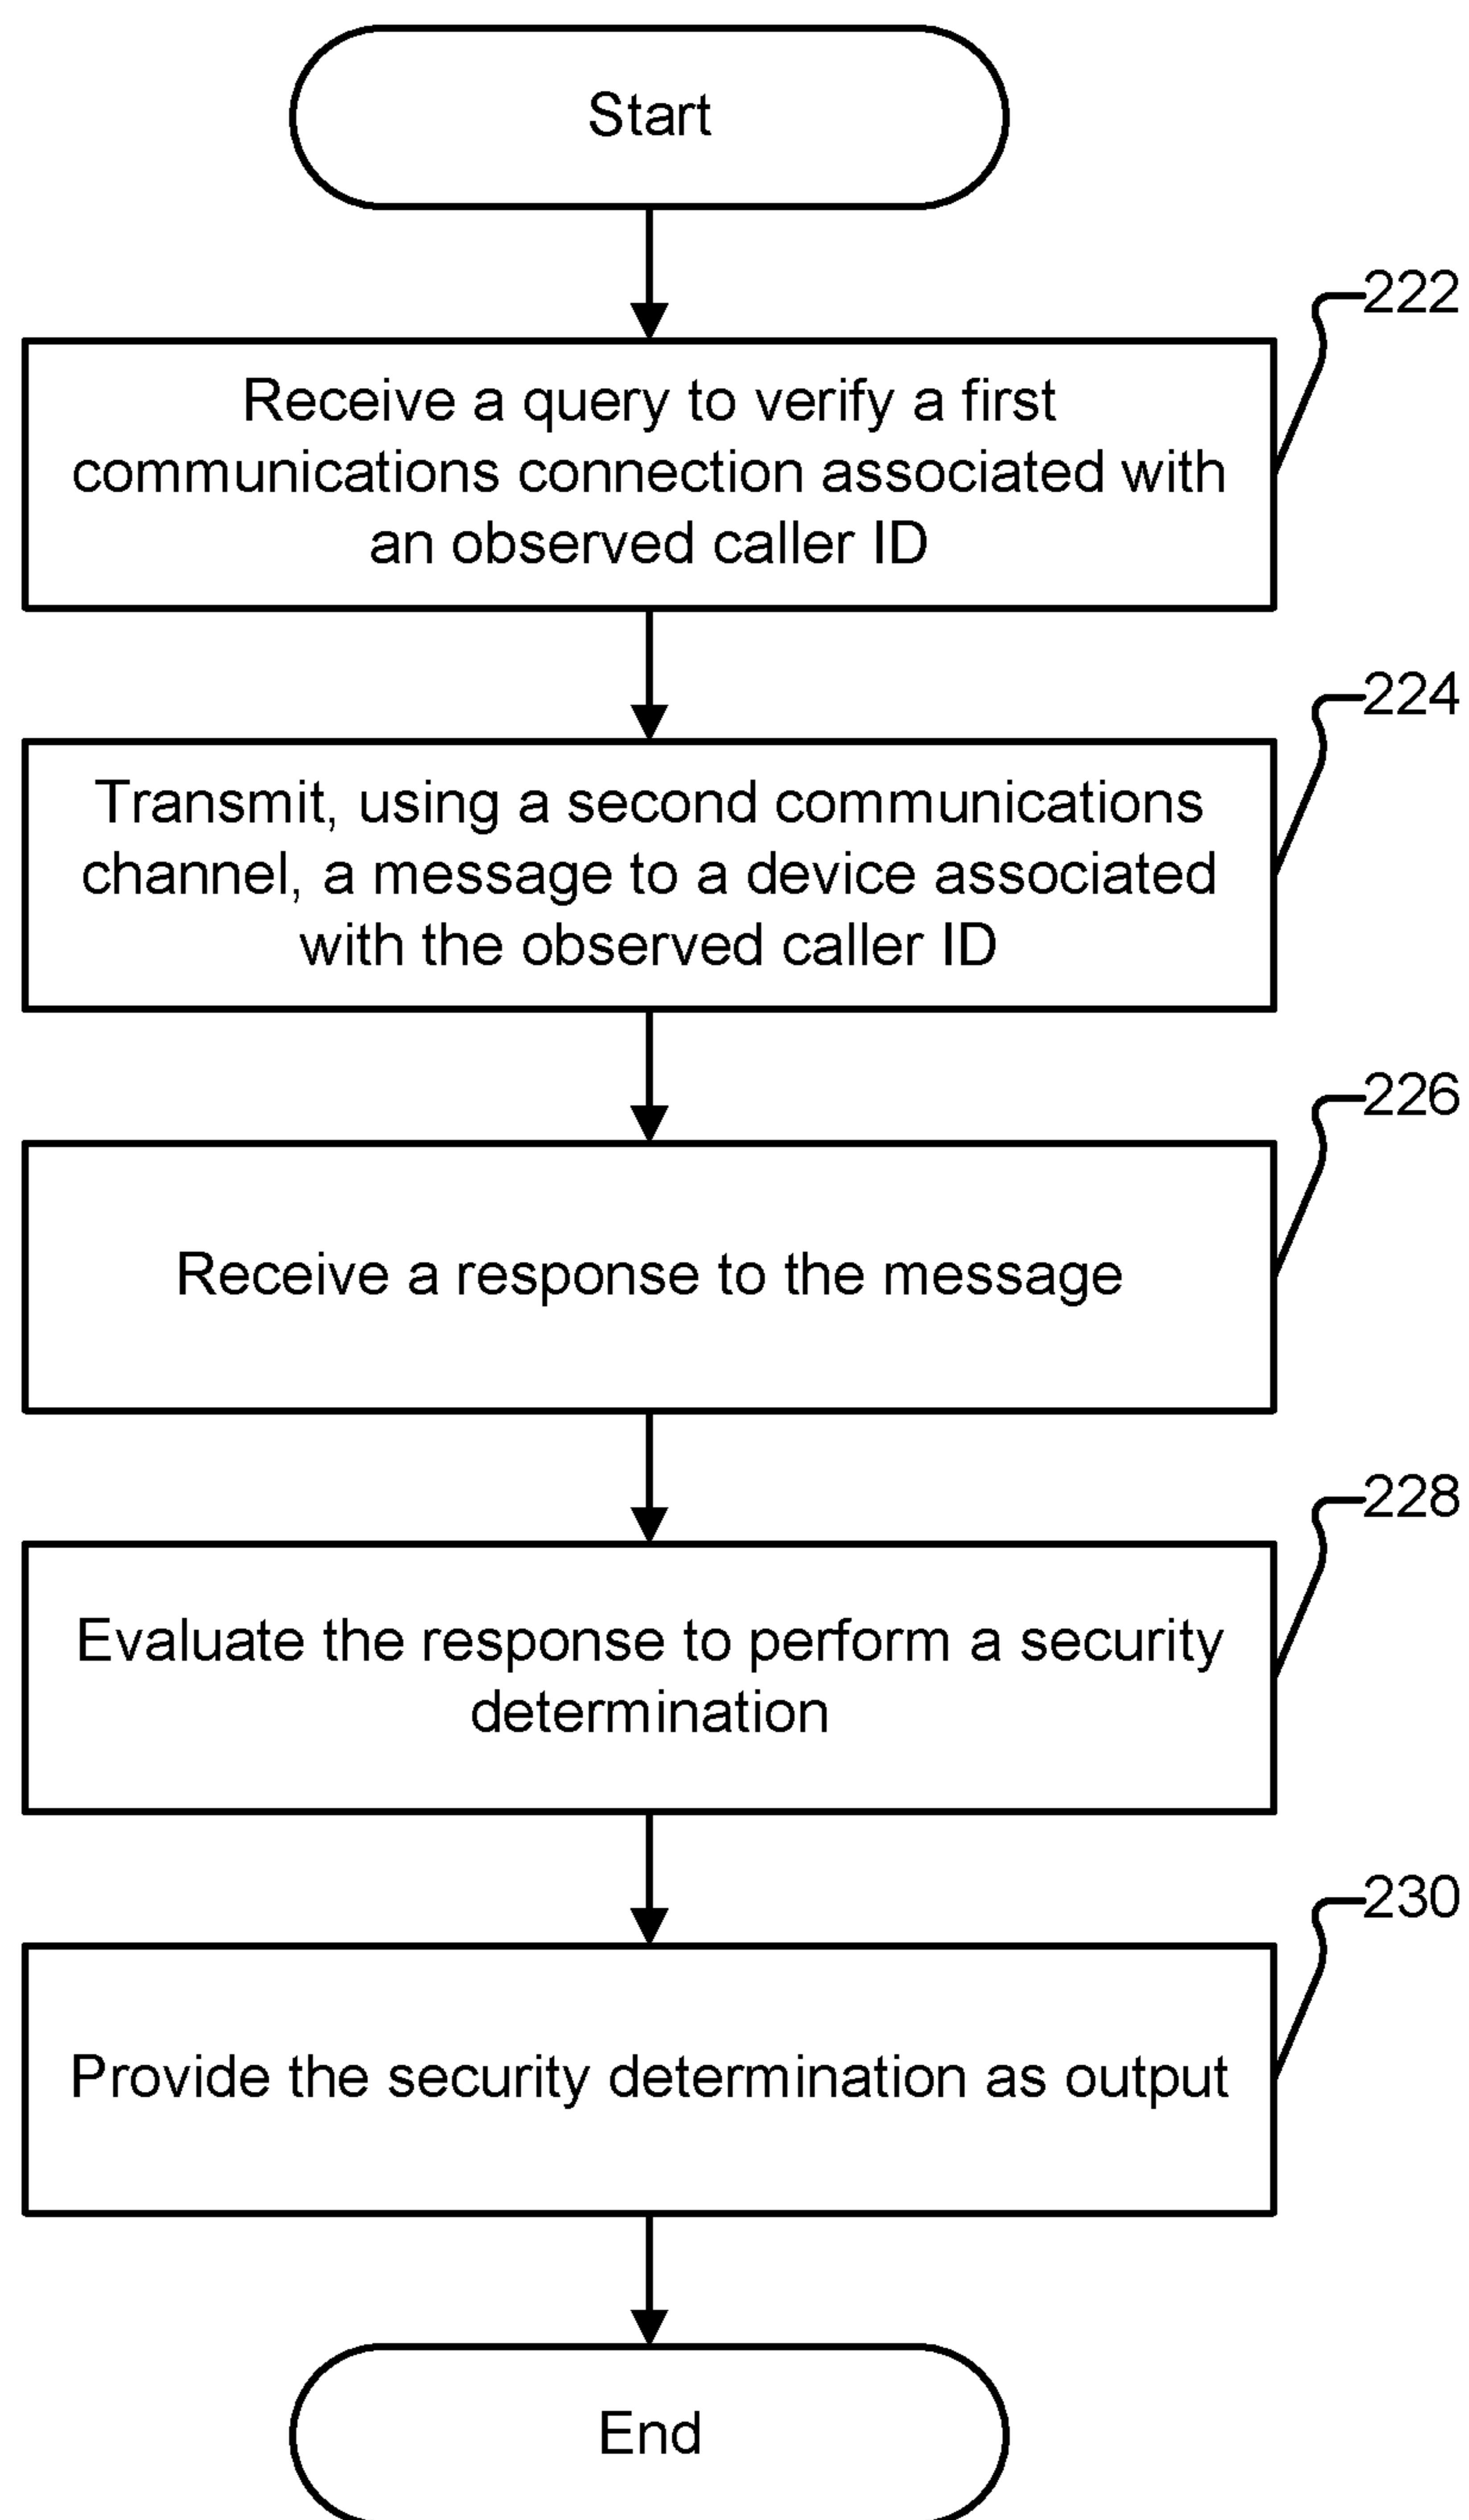 Start
222
Receive a query to verify a first
communications connection associated with
an observed caller ID
224
Transmit, using a second communications
channel, a message to a device associated
with the observed caller ID
226
Receive a response to the message
228
Evaluate the response to perform a security
determination
230
Provide the security determination as output
End